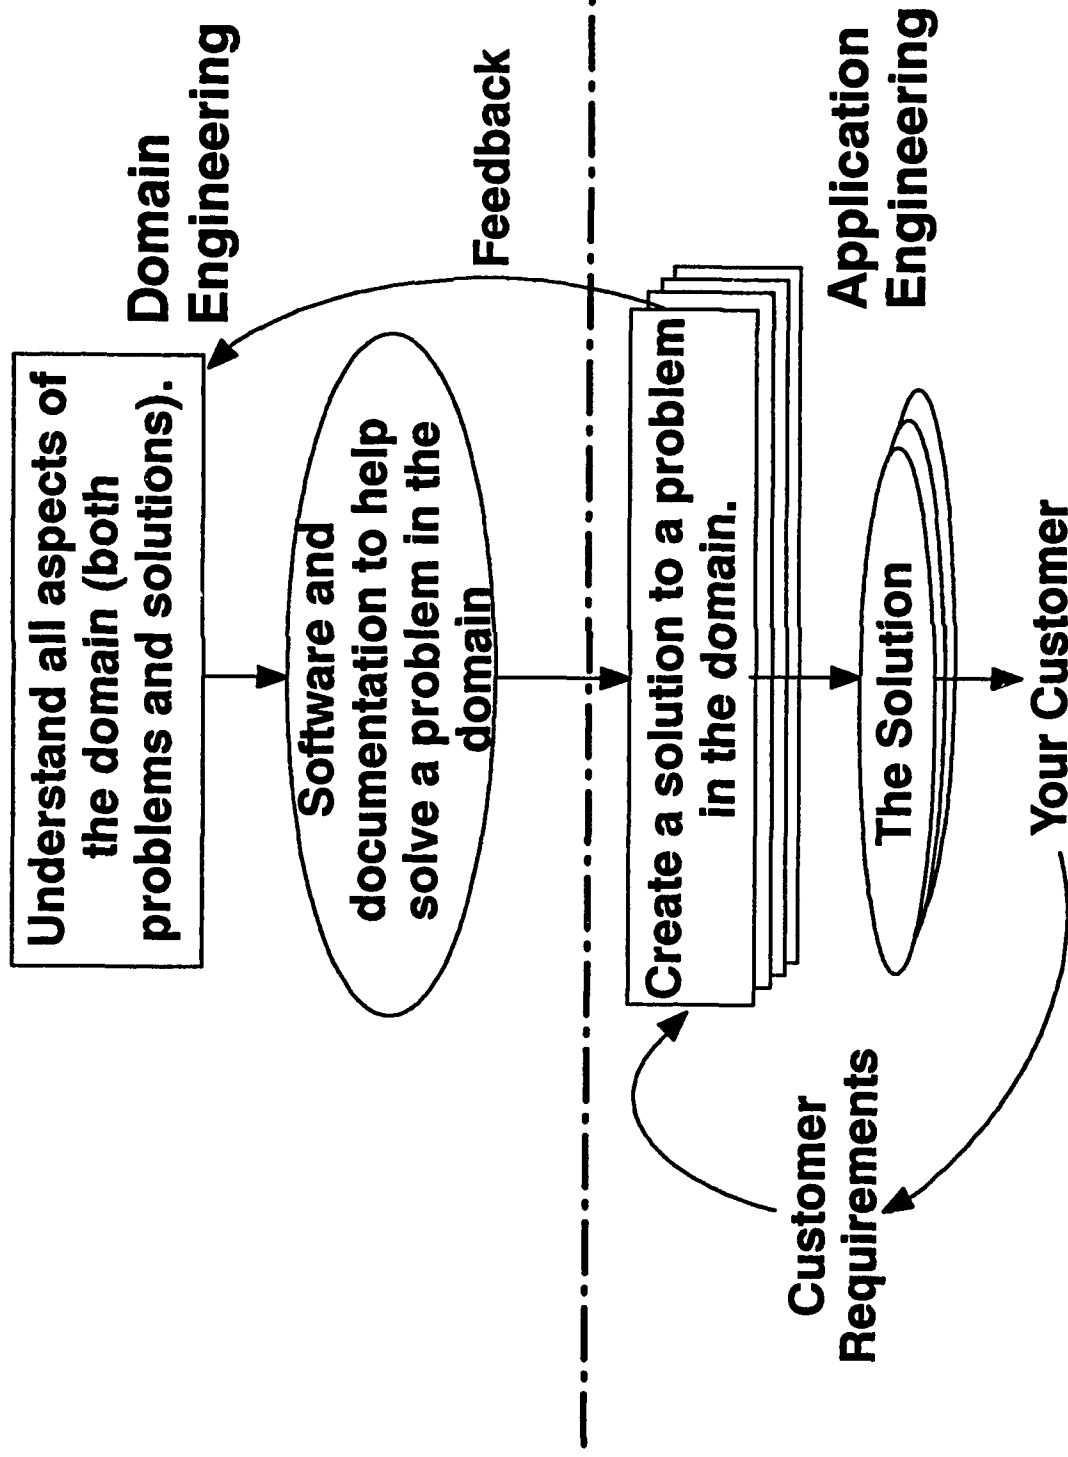 Domain
Engineering
Understand all aspects of
the domain (both
problems and solutions).
Feedback
Software and
documentation to help
solve a problem in the
domain
Application
Engineering
Create a solution to a problem
in the domain.
Customer
Requirements
The Solution
Your Customer